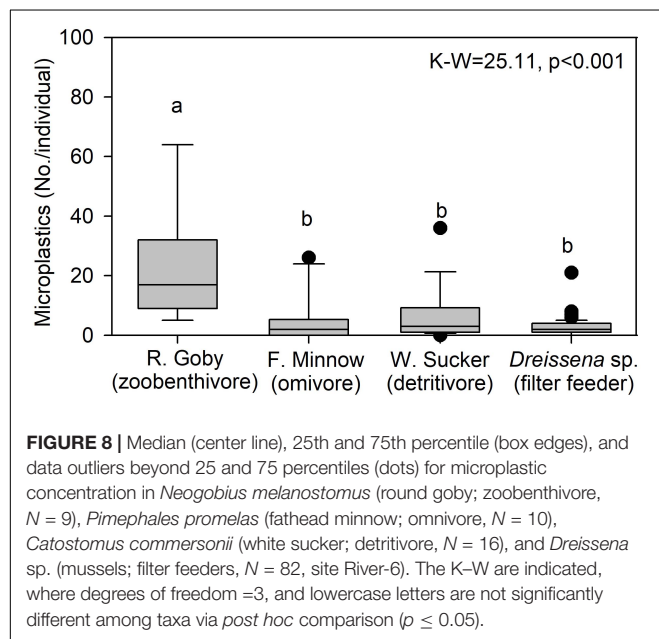 100
80
60
40
20
0
Microplastics (No./individual)
K-W=25.11, p<0.001
a
b
b
b
R. Goby
(zoobenthivore)
F. Minnow
(omivore)
W. Sucker
(detritivore)
Dreissena sp.
(filter feeder)
FIGURE 8 | Median (center line), 25th and 75th percentile (box edges), and
data outliers beyond 25 and 75 percentiles (dots) for microplastic
concentration in Neogobius melanostomus (round goby; zoobenthivore,
N = 9), Pimephales promelas (fathead minnow; omnivore, N = 10),
Catostomus commersonii (white sucker; detritivore, N = 16), and Dreissena
sp. (mussels; filter feeders, N = 82, site River-6). The K–W are indicated,
where degrees of freedom =3, and lowercase letters are not significantly
different among taxa via post hoc comparison (p ≤ 0.05).